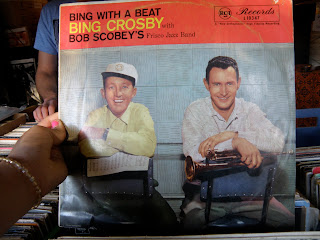 BING WITH A BEAT
BING CROSBY with
BOB SCOBEY'S Frisco Jazz Band
RCA
Records